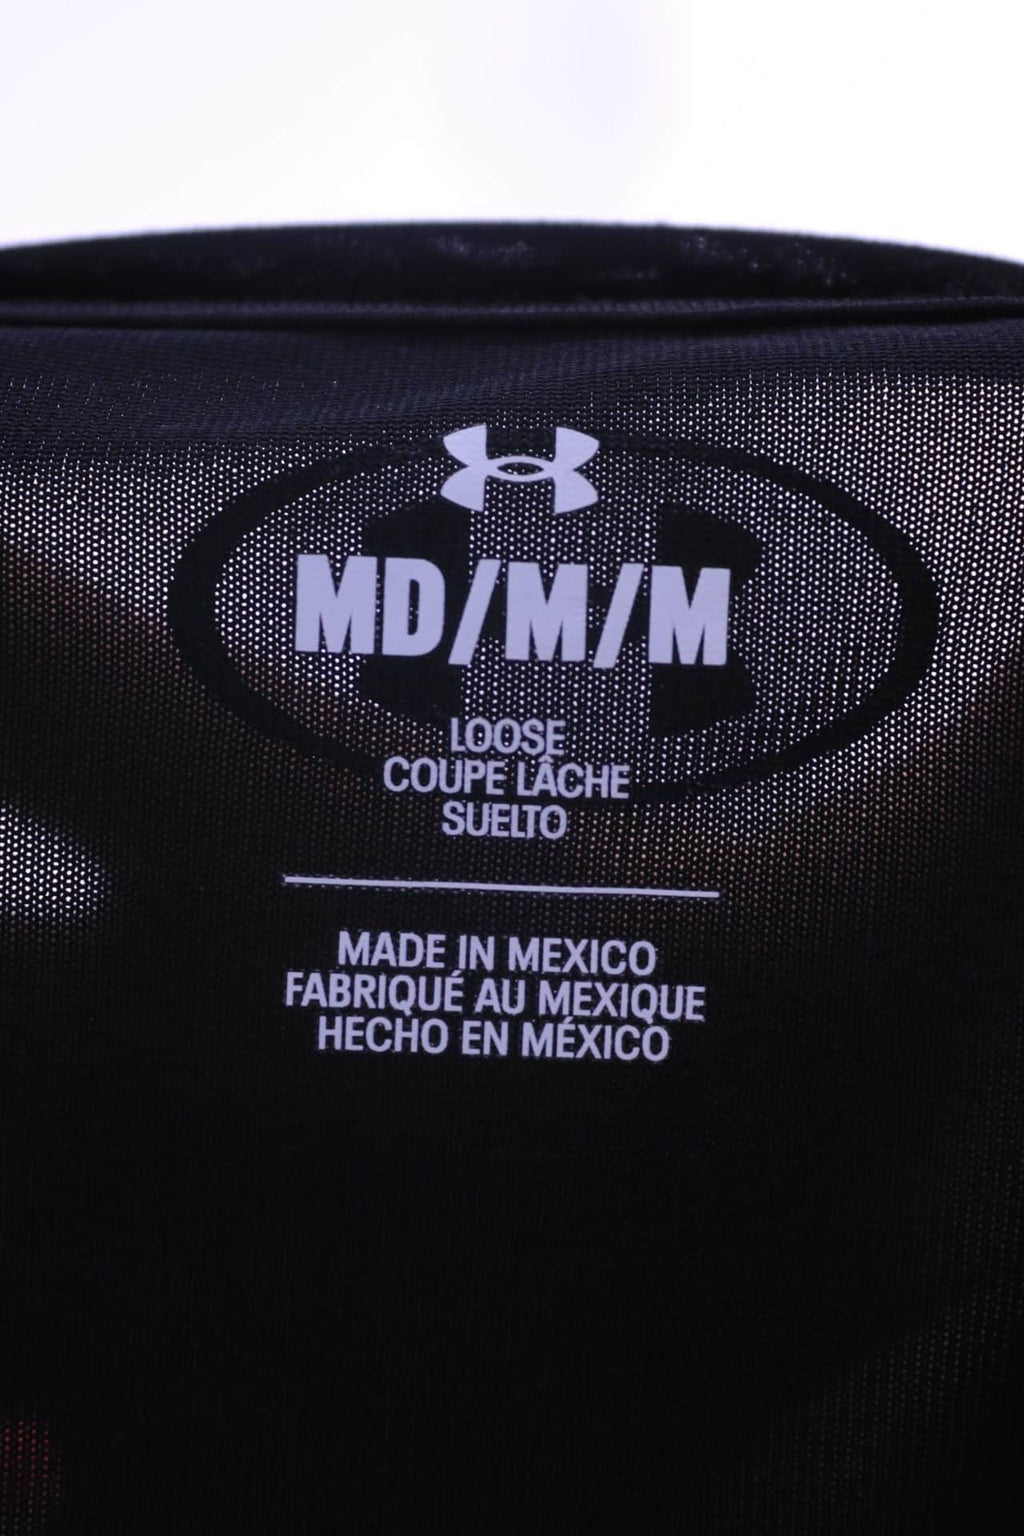 MD/M/M
LOOSE
COUPE LÂCHE
SUELTO
MADE IN MEXICO
FABRIQUÉ AU MEXIQUE
HECHO EN MÉXICO